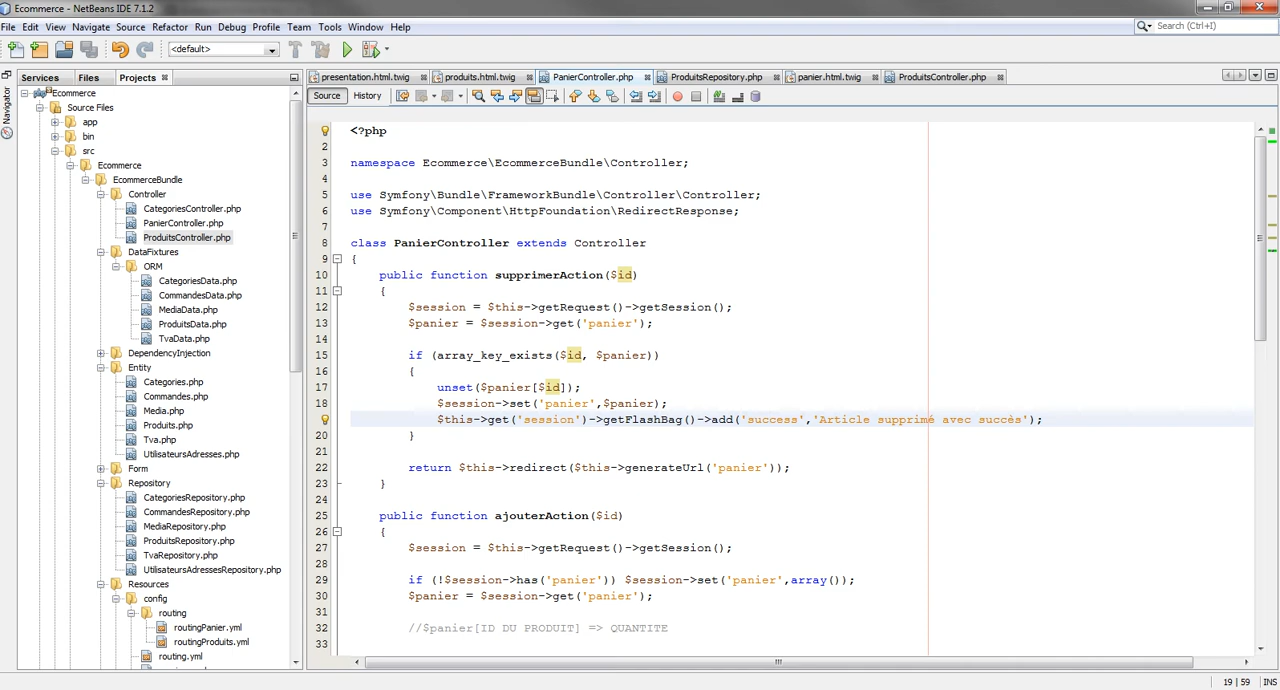 Ecommerce - NetBeans IDE 7.1.2
File Edit View Navigate Source Refactor Run Debug Profile Team Tools Window Help
Search (Ctrl+I)
<default>
Services Files Projects
presentation.html.twig produits.html.twig PanierController.php ProduitsRepository.php panier.html.twig ProduitsController.php
Source History
Navigator
Ecommerce
Source Files
app
bin
src
Ecommerce
EcommerceBundle
Controller
CategoriesController.php
PanierController.php
ProduitsController.php
DataFixtures
ORM
CategoriesData.php
CommandesData.php
MediaData.php
ProduitsData.php
TvaData.php
DependencyInjection
Entity
Categories.php
Commandes.php
Media.php
Produits.php
Tva.php
UtilisateursAdresses.php
Form
Repository
CategoriesRepository.php
CommandesRepository.php
MediaRepository.php
ProduitsRepository.php
TvaRepository.php
UtilisateursAdressesRepository.php
Resources
config
routing
routingPanier.yml
routingProduits.yml
routing.yml
<?php
2
3 namespace Ecommerce\EcommerceBundle\Controller;
4
5 use Symfony\Bundle\FrameworkBundle\Controller\Controller;
6 use Symfony\Component\HttpFoundation\RedirectResponse;
7
8 class PanierController extends Controller
9 {
10 public function supprimerAction($id)
11 {
12 $session = $this->getRequest()->getSession();
13 $panier = $session->get('panier');
14
15 if (array_key_exists($id, $panier))
16 {
17 unset($panier[$id]);
18 $session->set('panier',$panier);
$this->get('session')->getFlashBag()->add('success','Article supprimé avec succès');
20 }
21
22 return $this->redirect($this->generateUrl('panier'));
23 }
24
25 public function ajouterAction($id)
26 {
27 $session = $this->getRequest()->getSession();
28
29 if (!$session->has('panier')) $session->set('panier',array());
30 $panier = $session->get('panier');
31
32 //$panier[ID DU PRODUIT] => QUANTITE
33
19 | 59 INS